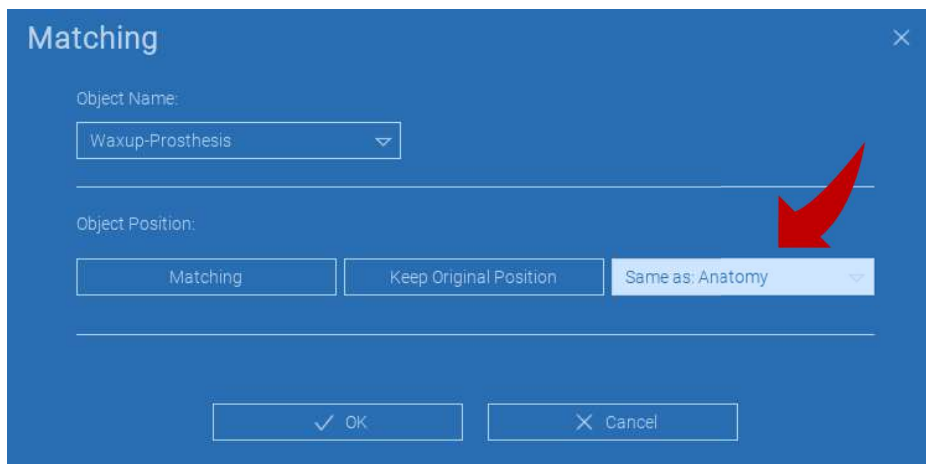 Matching
Object Name:
Waxup-Prosthesis
Object Position:
Matching
Keep Original Position
Same as: Anatomy
OK
Cancel